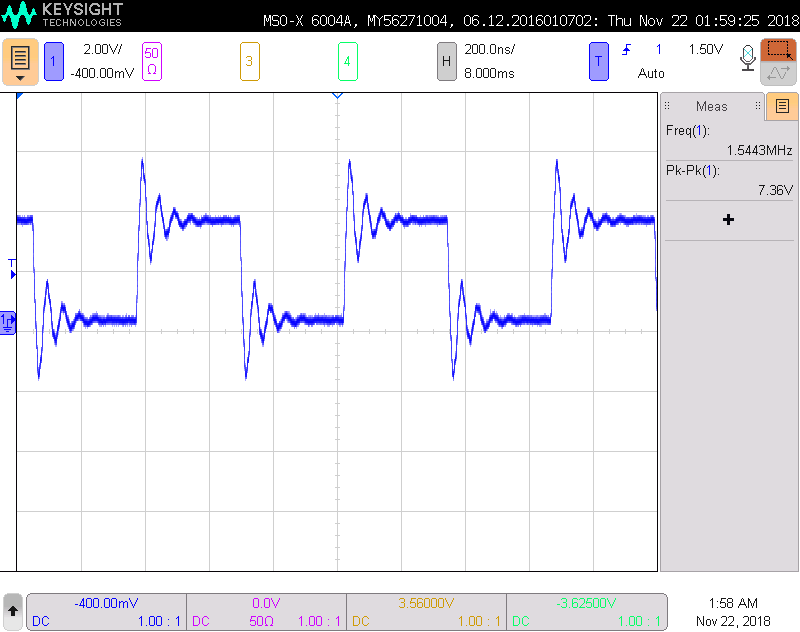 KEYSIGHT
TECHNOLOGIES
MSO-X 6004A, MY56271004, 06.12.2016010702: Thu Nov 22 01:59:25 2018
1
2.00V/
-400.00mV
50
Ω
3
4
H
200.0ns/
8.000ms
T
1
1.50V
Auto
Meas
Freq(1):
1.5443MHz
Pk-Pk(1):
7.36V
+
T
1
-400.00mV
DC 1.00 : 1
0.0V
DC 50Ω 1.00 : 1
3.56000V
DC 1.00 : 1
-3.62500V
DC 1.00 : 1
1:58 AM
Nov 22, 2018